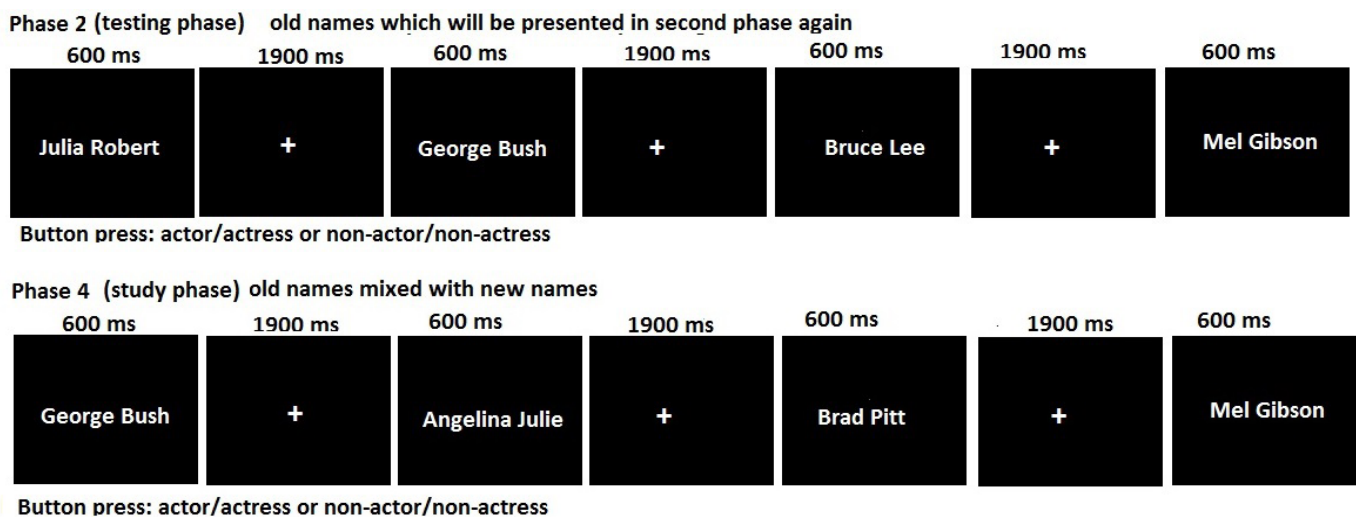 Phase 2 (testing phase) old names which will be presented in second phase again
600 ms 1900 ms 600 ms 1900 ms 600 ms 1900 ms 600 ms
Julia Robert + George Bush + Bruce Lee + Mel Gibson
Button press: actor/actress or non-actor/non-actress
Phase 4 (study phase) old names mixed with new names
600 ms 1900 ms 600 ms 1900 ms 600 ms 1900 ms 600 ms
George Bush + Angelina Julie + Brad Pitt + Mel Gibson
Button press: actor/actress or non-actor/non-actress